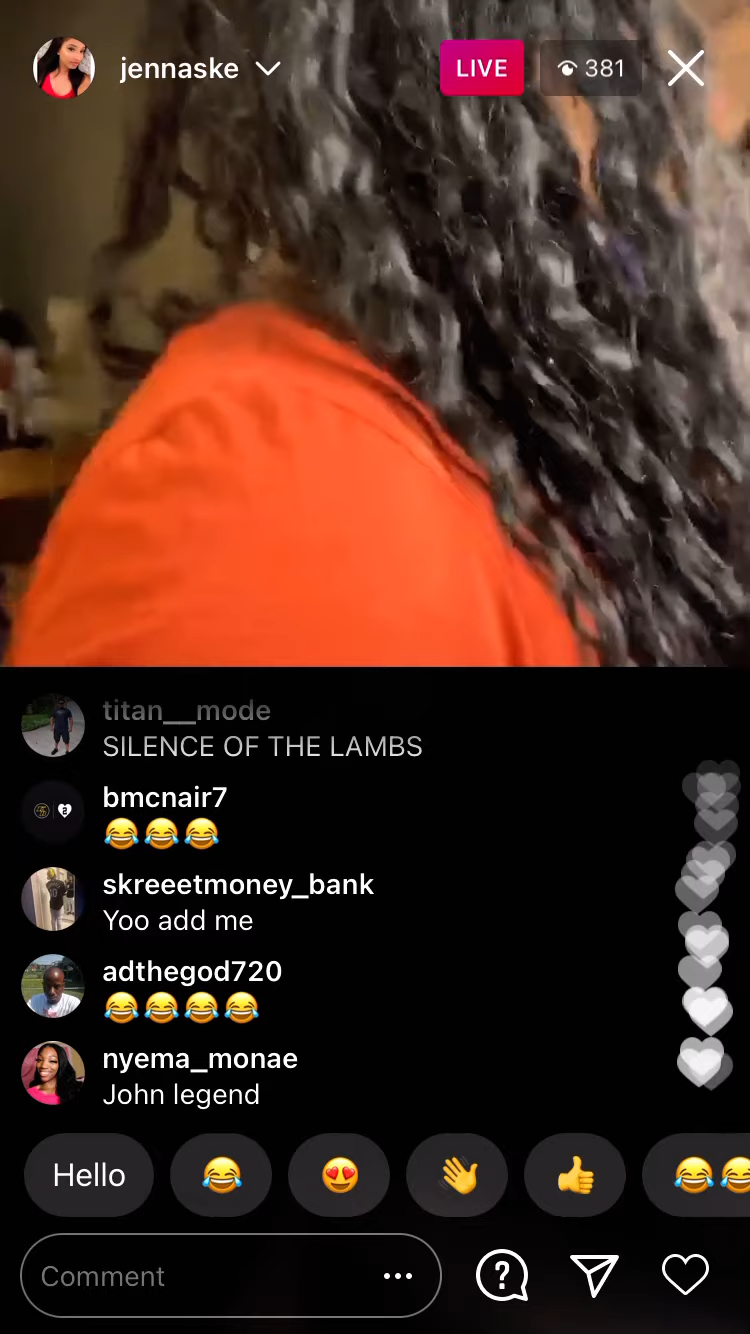 jennaske
LIVE
381
titan__mode
SILENCE OF THE LAMBS
bmcnair7
😂😂😂
skreeetmoney_bank
Yoo add me
adthegod720
😂😂😂😂
nyema_monae
John legend
Hello 😂 😍 👋 👍 😂😂
Comment